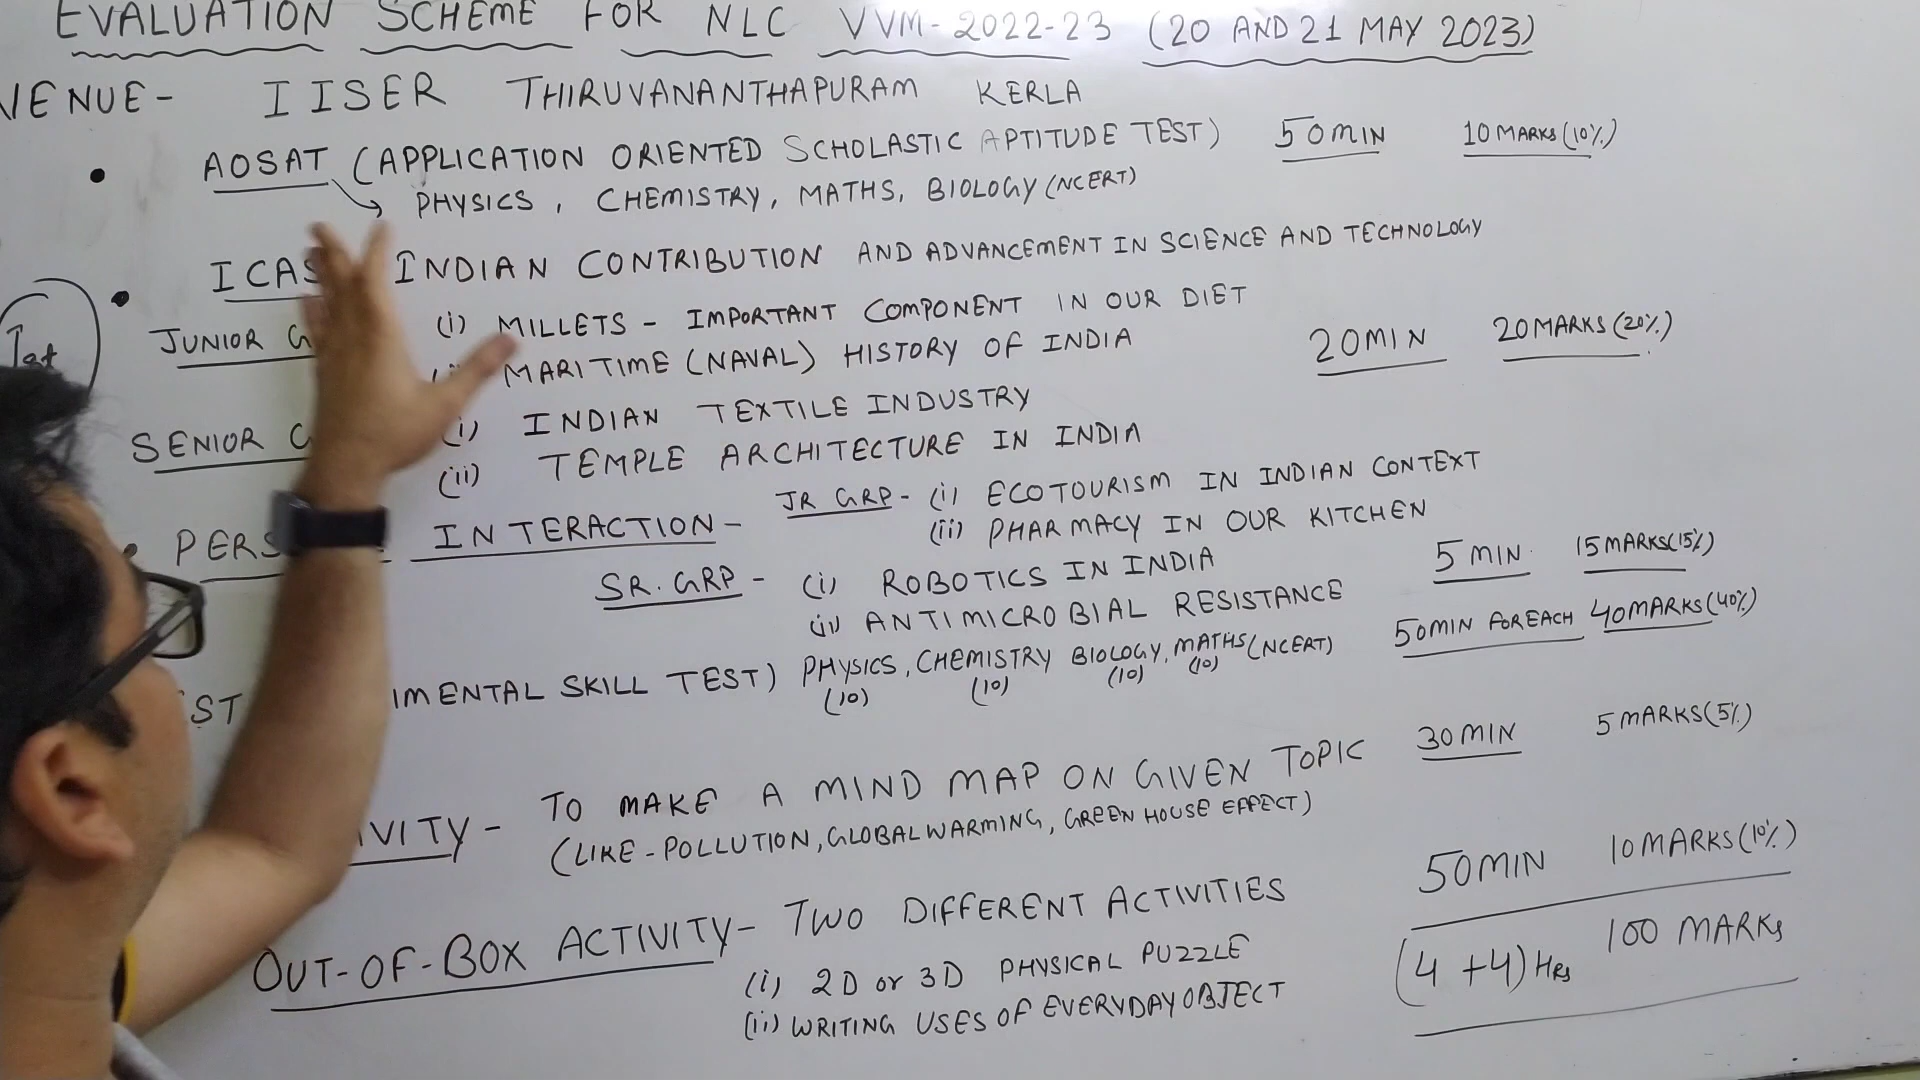 EVALUATION SCHEME FOR NLC VVM-2022-23 (20 AND 21 MAY 2023)
VENUE- IISER THIRUVANANTHAPURAM KERLA
• AOSAT (APPLICATION ORIENTED SCHOLASTIC APTITUDE TEST) 50MIN 10MARKS(10%)
PHYSICS, CHEMISTRY, MATHS, BIOLOGY (NCERT)
• ICAS INDIAN CONTRIBUTION AND ADVANCEMENT IN SCIENCE AND TECHNOLOGY
JUNIOR G (i) MILLETS - IMPORTANT COMPONENT IN OUR DIET
MARITIME (NAVAL) HISTORY OF INDIA 20MIN 20MARKS(20%)
SENIOR G (i) INDIAN TEXTILE INDUSTRY
(ii) TEMPLE ARCHITECTURE IN INDIA
• PERS INTERACTION - JR GRP - (i) ECOTOURISM IN INDIAN CONTEXT
(ii) PHARMACY IN OUR KITCHEN
SR. GRP - (i) ROBOTICS IN INDIA 5 MIN. 15MARKS(15%)
(ii) ANTIMICROBIAL RESISTANCE
ST IMENTAL SKILL TEST) PHYSICS, CHEMISTRY BIOLOGY, MATHS (NCERT) 50MIN FOREACH 40MARKS(40%)
(10) (10) (10) (10)
IVITY - TO MAKE A MIND MAP ON GIVEN TOPIC 30MIN 5MARKS(5%)
(LIKE - POLLUTION, GLOBAL WARMING, GREEN HOUSE EFFECT)
OUT-OF-BOX ACTIVITY - TWO DIFFERENT ACTIVITIES 50MIN 10MARKS(10%)
(i) 2D or 3D PHYSICAL PUZZLE (4+4) Hrs 100 MARKS
(ii) WRITING USES OF EVERYDAY OBJECT